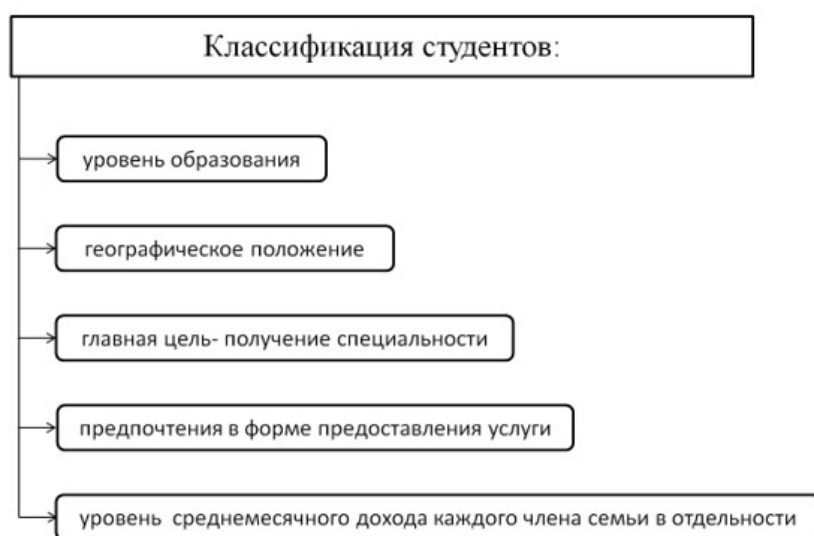 Классификация студентов:
уровень образования
географическое положение
главная цель- получение специальности
предпочтения в форме предоставления услуги
уровень среднемесячного дохода каждого члена семьи в отдельности